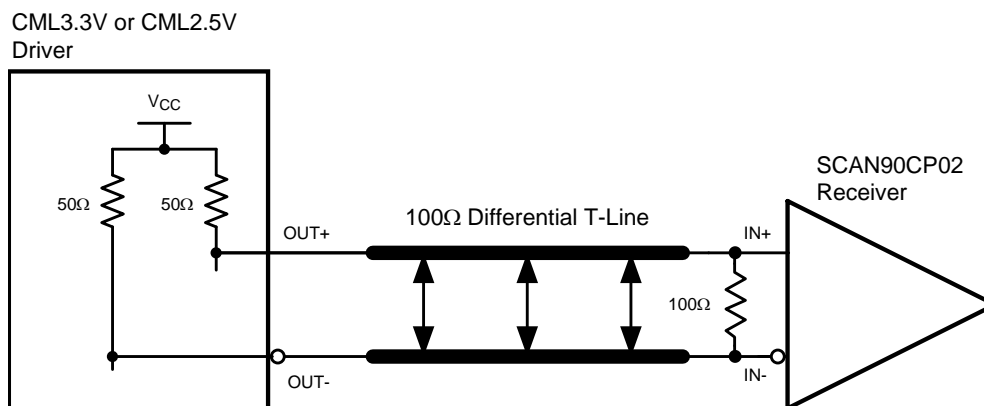 CML3.3V or CML2.5V
Driver
VCC
50Ω
50Ω
OUT+
100Ω Differential T-Line
IN+
SCAN90CP02
Receiver
100Ω
OUT-
IN-